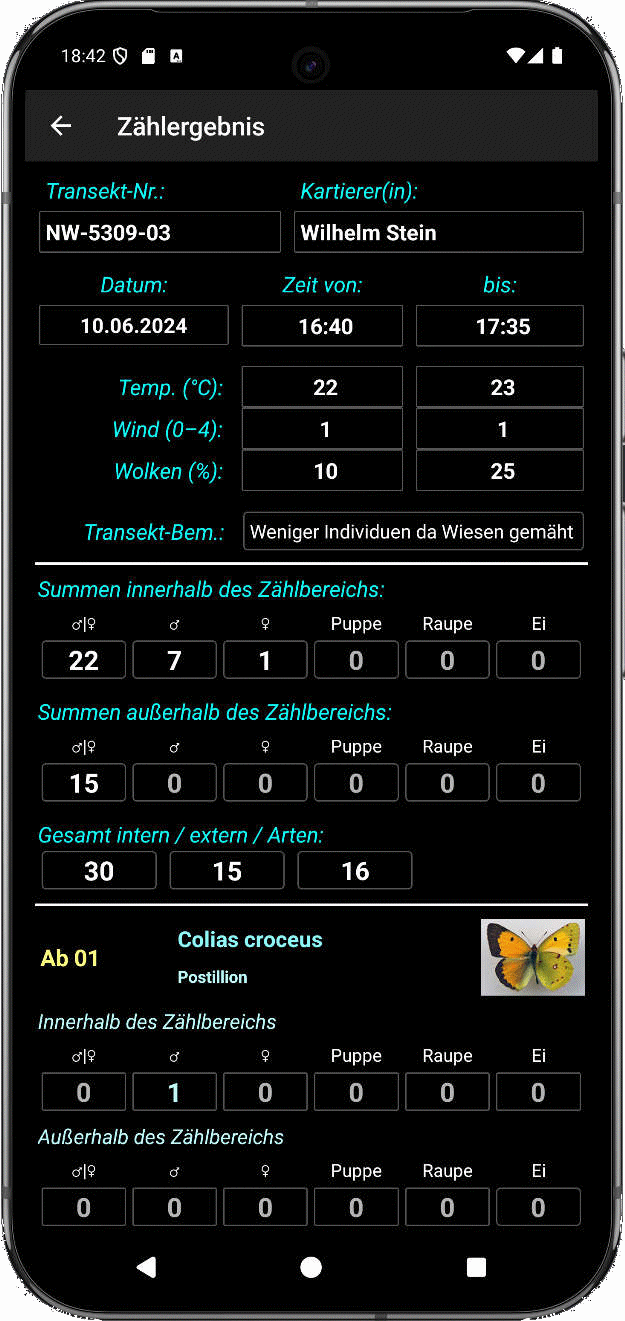 18:42
Zählergebnis
Transekt-Nr.: Kartierer(in):
NW-5309-03 Wilhelm Stein
Datum: Zeit von: bis:
10.06.2024 16:40 17:35
Temp. (°C): 22 23
Wind (0–4): 1 1
Wolken (%): 10 25
Transekt-Bem.: Weniger Individuen da Wiesen gemäht
Summen innerhalb des Zählbereichs:
♂|♀ ♂ ♀ Puppe Raupe Ei
22 7 1 0 0 0
Summen außerhalb des Zählbereichs:
♂|♀ ♂ ♀ Puppe Raupe Ei
15 0 0 0 0 0
Gesamt intern / extern / Arten:
30 15 16
Colias croceus
Ab 01
Postillion
Innerhalb des Zählbereichs
♂|♀ ♂ ♀ Puppe Raupe Ei
0 1 0 0 0 0
Außerhalb des Zählbereichs
♂|♀ ♂ ♀ Puppe Raupe Ei
0 0 0 0 0 0